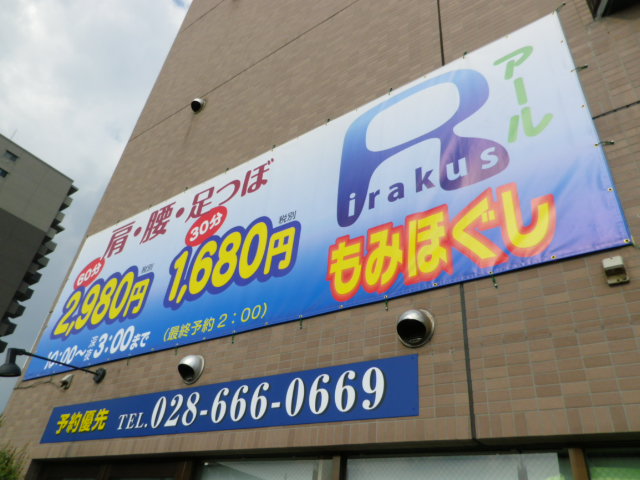 肩・腰・足つぼ
60分 2,980円 税別
30分 1,680円 税別
10:00〜深夜3:00まで (最終予約2:00)
アール
Rirakus
もみほぐし
予約優先 TEL.028-666-0669